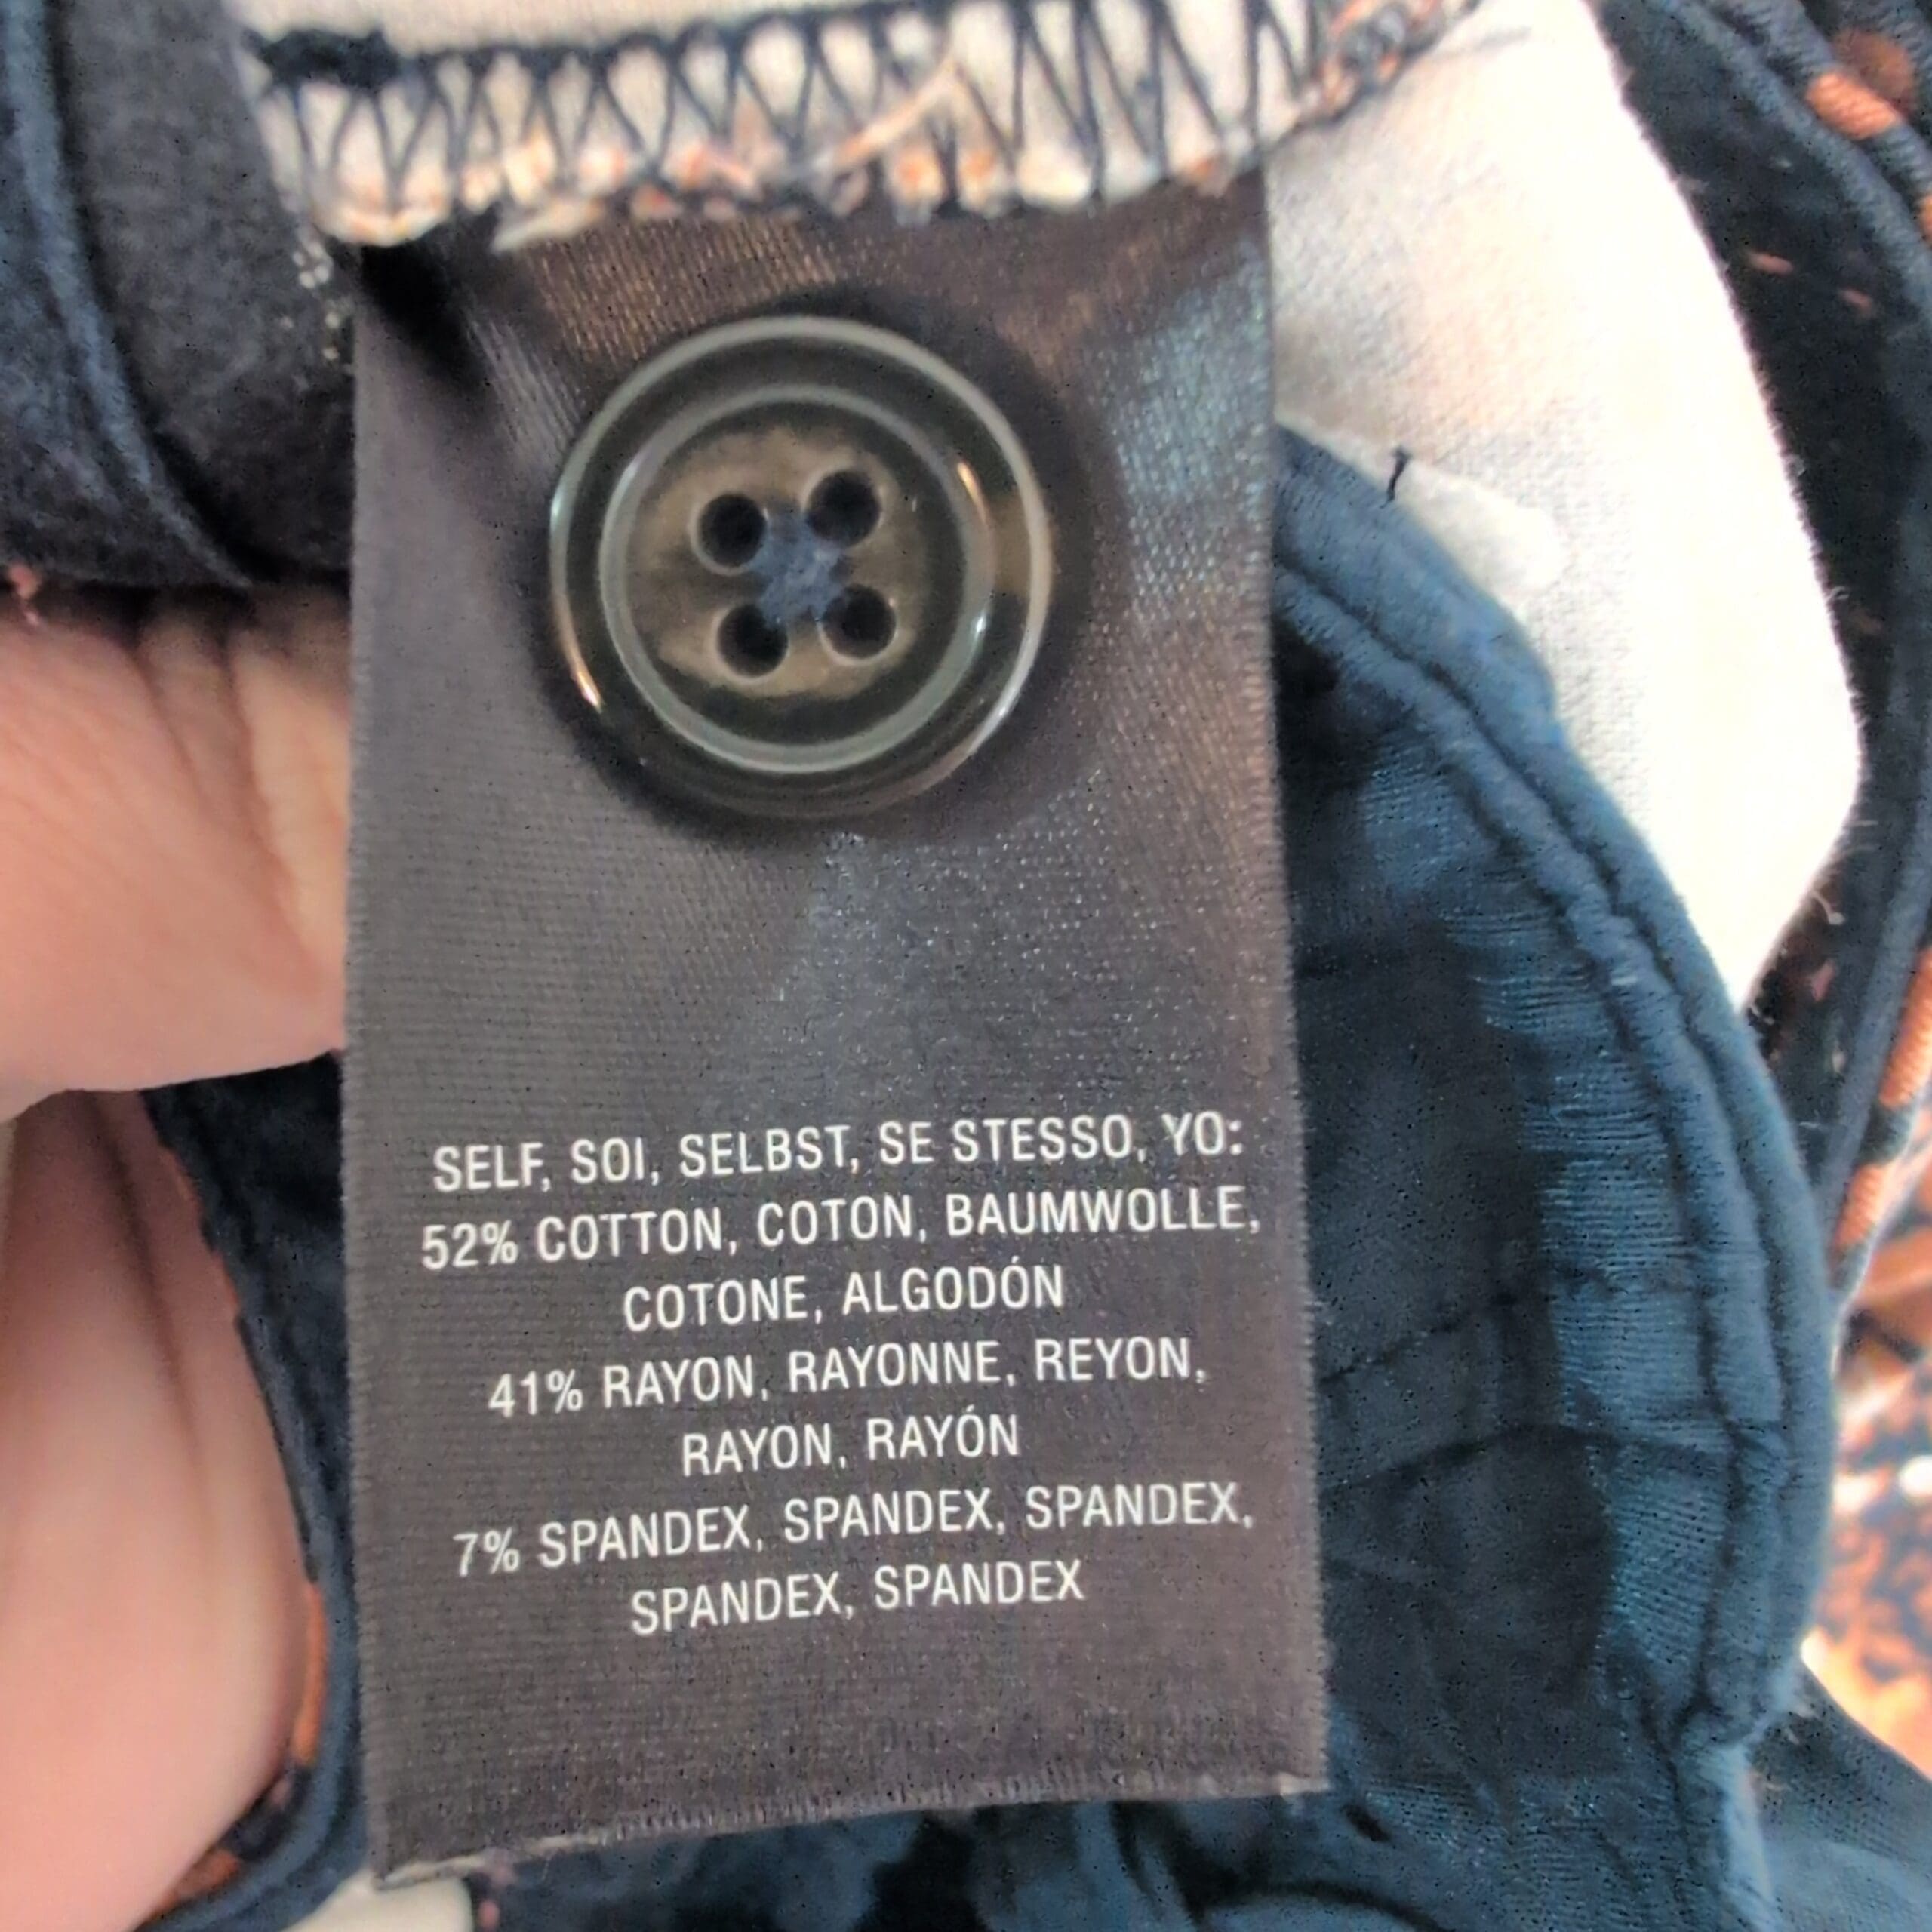 SELF, SOI, SELBST, SE STESSO, YO:
52% COTTON, COTON, BAUMWOLLE,
COTONE, ALGODÓN
41% RAYON, RAYONNE, REYON,
RAYON, RAYÓN
7% SPANDEX, SPANDEX, SPANDEX,
SPANDEX, SPANDEX